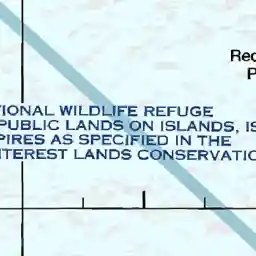 Rec
P
TIONAL WILDLIFE REFUGE
PUBLIC LANDS ON ISLANDS, IS
PIRES AS SPECIFIED IN THE
NTEREST LANDS CONSERVATIO